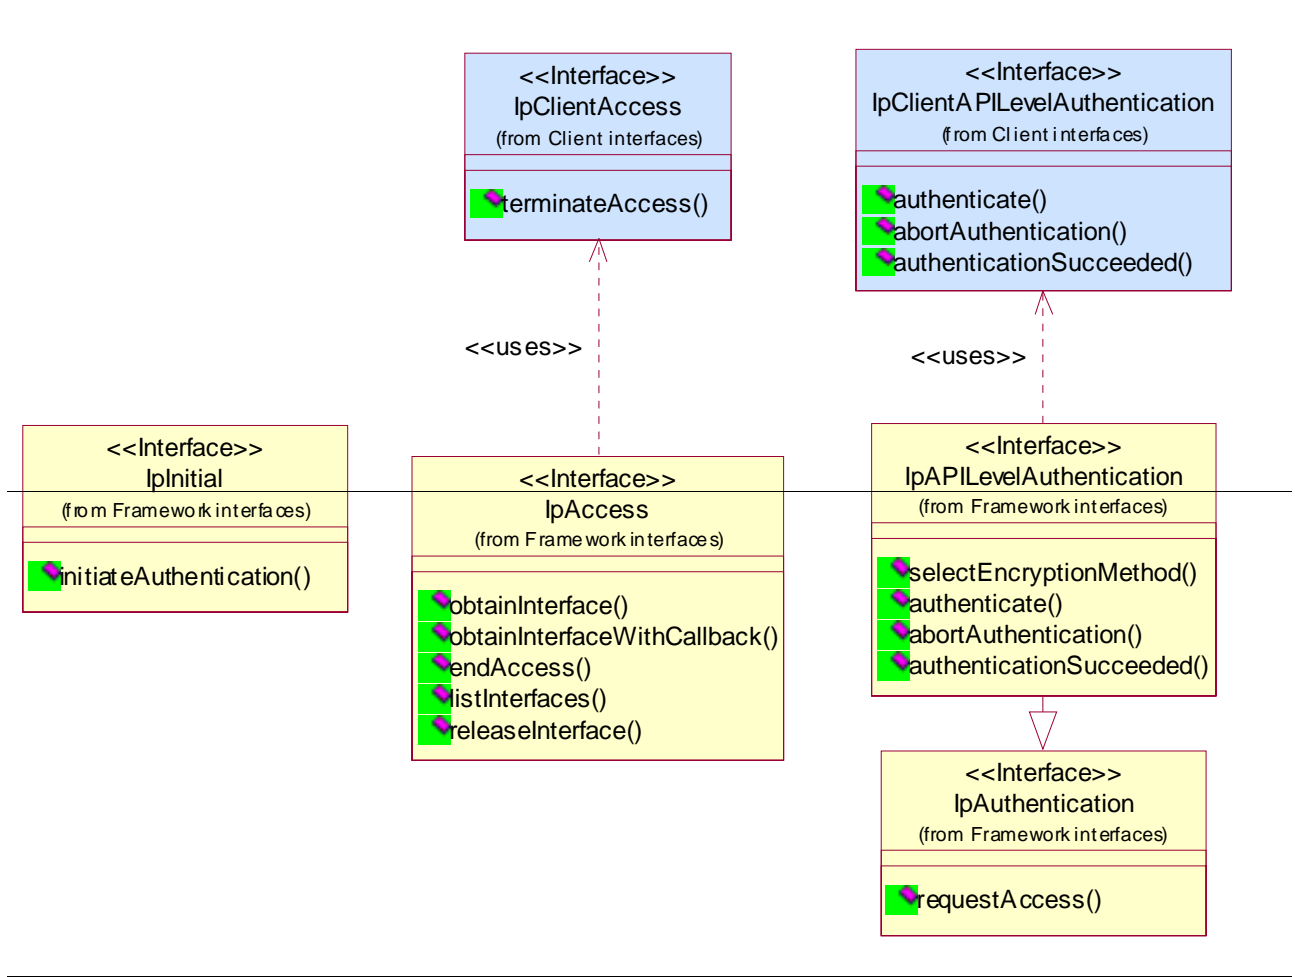 <<Interface>>
IpClientAccess
(from Client interfaces)
terminateAccess()
<<Interface>>
IpClientAPILevelAuthentication
(from Client interfaces)
authenticate()
abortAuthentication()
authenticationSucceeded()
<<uses>>
<<uses>>
<<Interface>>
IpInitial
(from Framework interfaces)
initiateAuthentication()
<<Interface>>
IpAccess
(from Framework interfaces)
obtainInterface()
obtainInterfaceWithCallback()
endAccess()
listInterfaces()
releaseInterface()
<<Interface>>
IpAPILevelAuthentication
(from Framework interfaces)
selectEncryptionMethod()
authenticate()
abortAuthentication()
authenticationSucceeded()
<<Interface>>
IpAuthentication
(from Framework interfaces)
requestAccess()